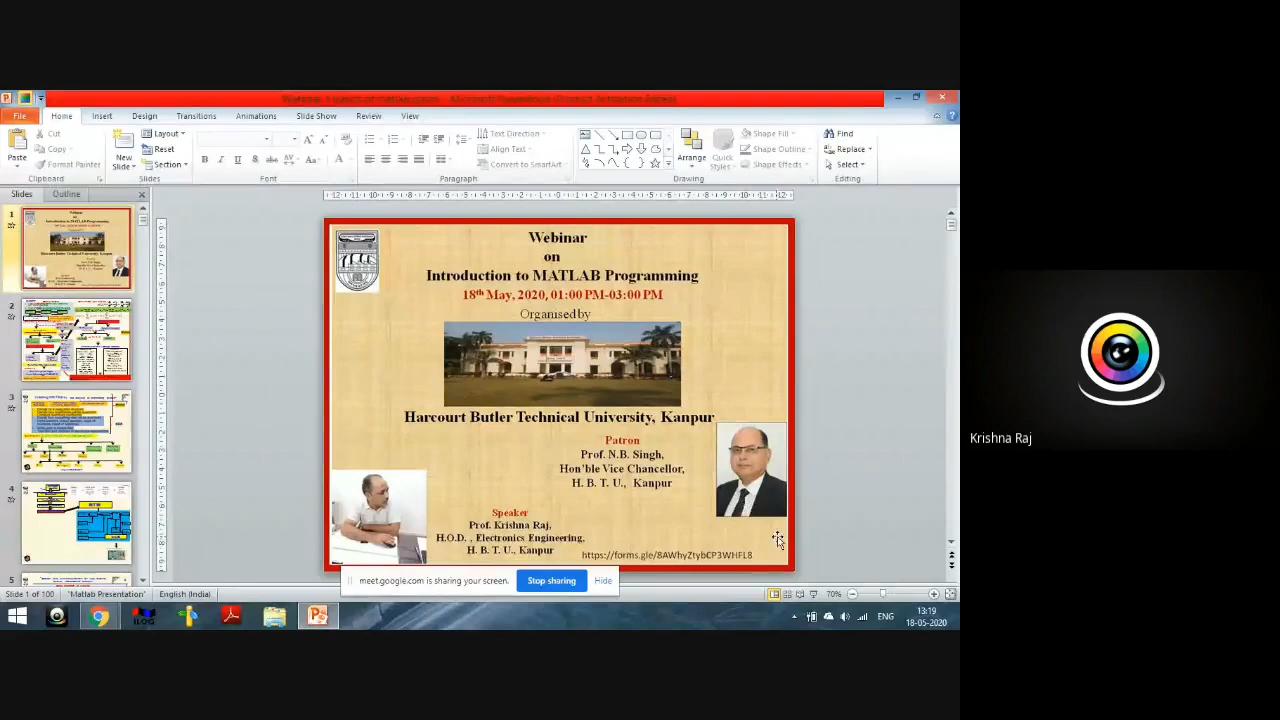 File Home Insert Design Transitions Animations Slide Show Review View
Cut
Copy
Format Painter
Paste
Clipboard
New
Slide
Layout
Reset
Section
Slides
Font
Text Direction
Align Text
Convert to SmartArt
Paragraph
Arrange
Quick
Styles
Shape Fill
Shape Outline
Shape Effects
Drawing
Find
Replace
Select
Editing
Slides Outline
1
2
3
4
5
Webinar
on
Introduction to MATLAB Programming
18th May, 2020, 01:00 PM-03:00 PM
Organised by
Harcourt Butler Technical University, Kanpur
Patron
Prof. N.B. Singh,
Hon'ble Vice Chancellor,
H. B. T. U., Kanpur
Speaker
Prof. Krishna Raj,
H.O.D. , Electronics Engineering,
H. B. T. U., Kanpur
https://forms.gle/8AWhyZtybCP3WHFL8
meet.google.com is sharing your screen. Stop sharing Hide
Slide 1 of 100 "Matlab Presentation" English (India) 70%
ENG
13:19
18-05-2020
Krishna Raj